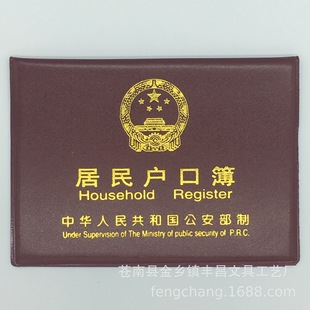 居民户口簿
Household Register
中华人民共和国公安部制
Under Supervision of The Ministry of public security of P.R.C.
苍南县金乡镇丰昌文具工艺厂
fengchang.1688.com